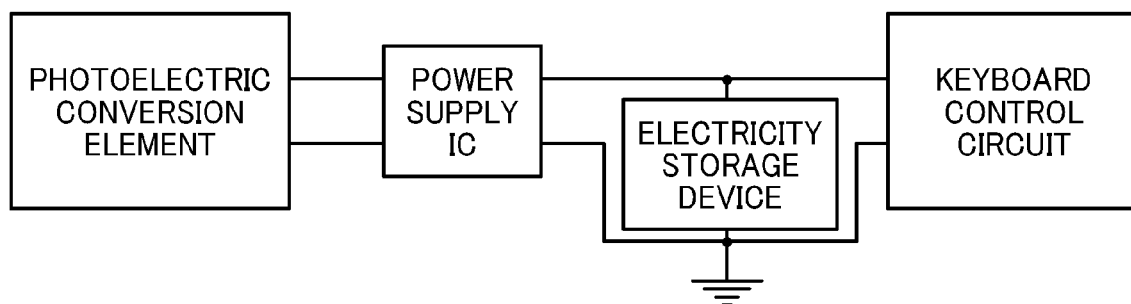 PHOTOELECTRIC
CONVERSION
ELEMENT
POWER
SUPPLY
IC
ELECTRICITY
STORAGE
DEVICE
KEYBOARD
CONTROL
CIRCUIT